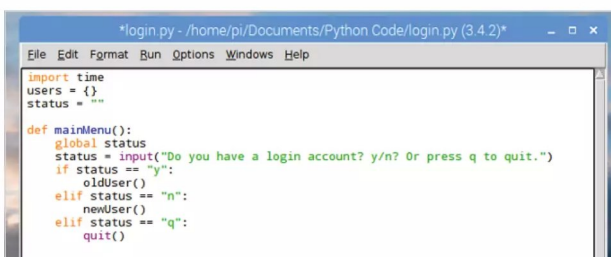 *login.py - /home/pi/Documents/Python Code/login.py (3.4.2)*
File Edit Format Run Options Windows Help
import time
users = {}
status = ""
def mainMenu():
    global status
    status = input("Do you have a login account? y/n? Or press q to quit.")
    if status == "y":
        oldUser()
    elif status == "n":
        newUser()
    elif status == "q":
        quit()